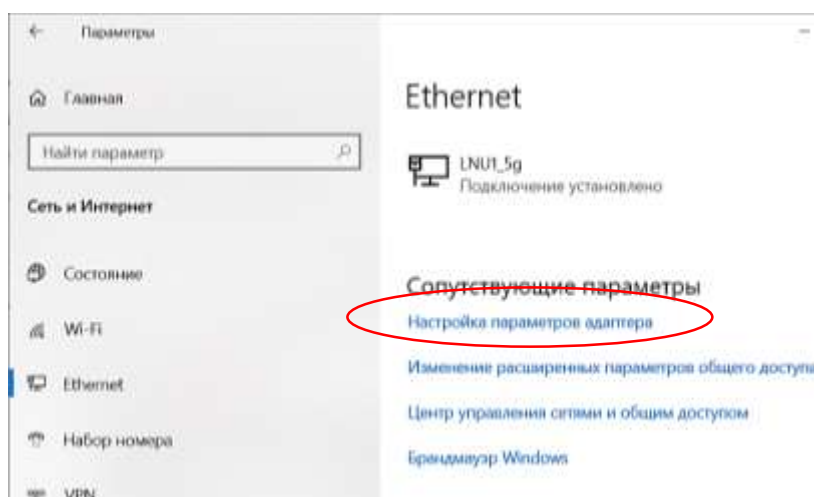 Параметры
Главная
Найти параметр
Сеть и Интернет
Состояние
Wi-Fi
Ethernet
Набор номера
VPN
Ethernet
LNU1_5g
Подключение установлено
Сопутствующие параметры
Настройка параметров адаптера
Изменение расширенных параметров общего доступа
Центр управления сетями и общим доступом
Брандмауэр Windows